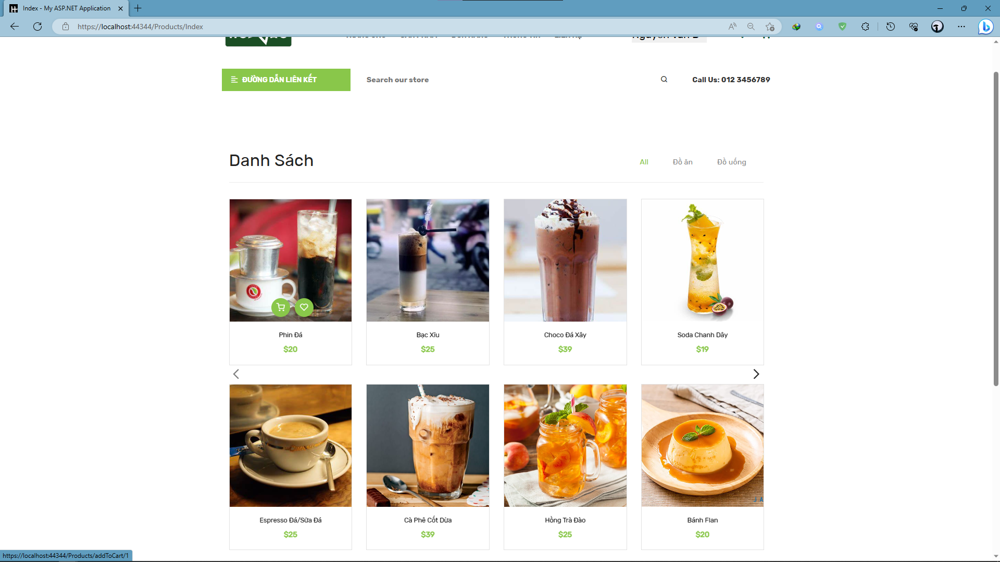 Index - My ASP.NET Application
https://localhost:44344/Products/Index
Nguyễn Văn B
ĐƯỜNG DẪN LIÊN KẾT
Search our store
Call Us: 012 3456789
Danh Sách
All
Đồ ăn
Đồ uống
Phin Đá
Bạc Xĩu
Choco Đá Xây
Soda Chanh Dây
$20
$25
$39
$19
Espresso Đá/Sữa Đá
Cà Phê Cốt Dừa
Hồng Trà Đào
Bánh Flan
$25
$39
$25
$20
https://localhost:44344/Products/addToCart/1